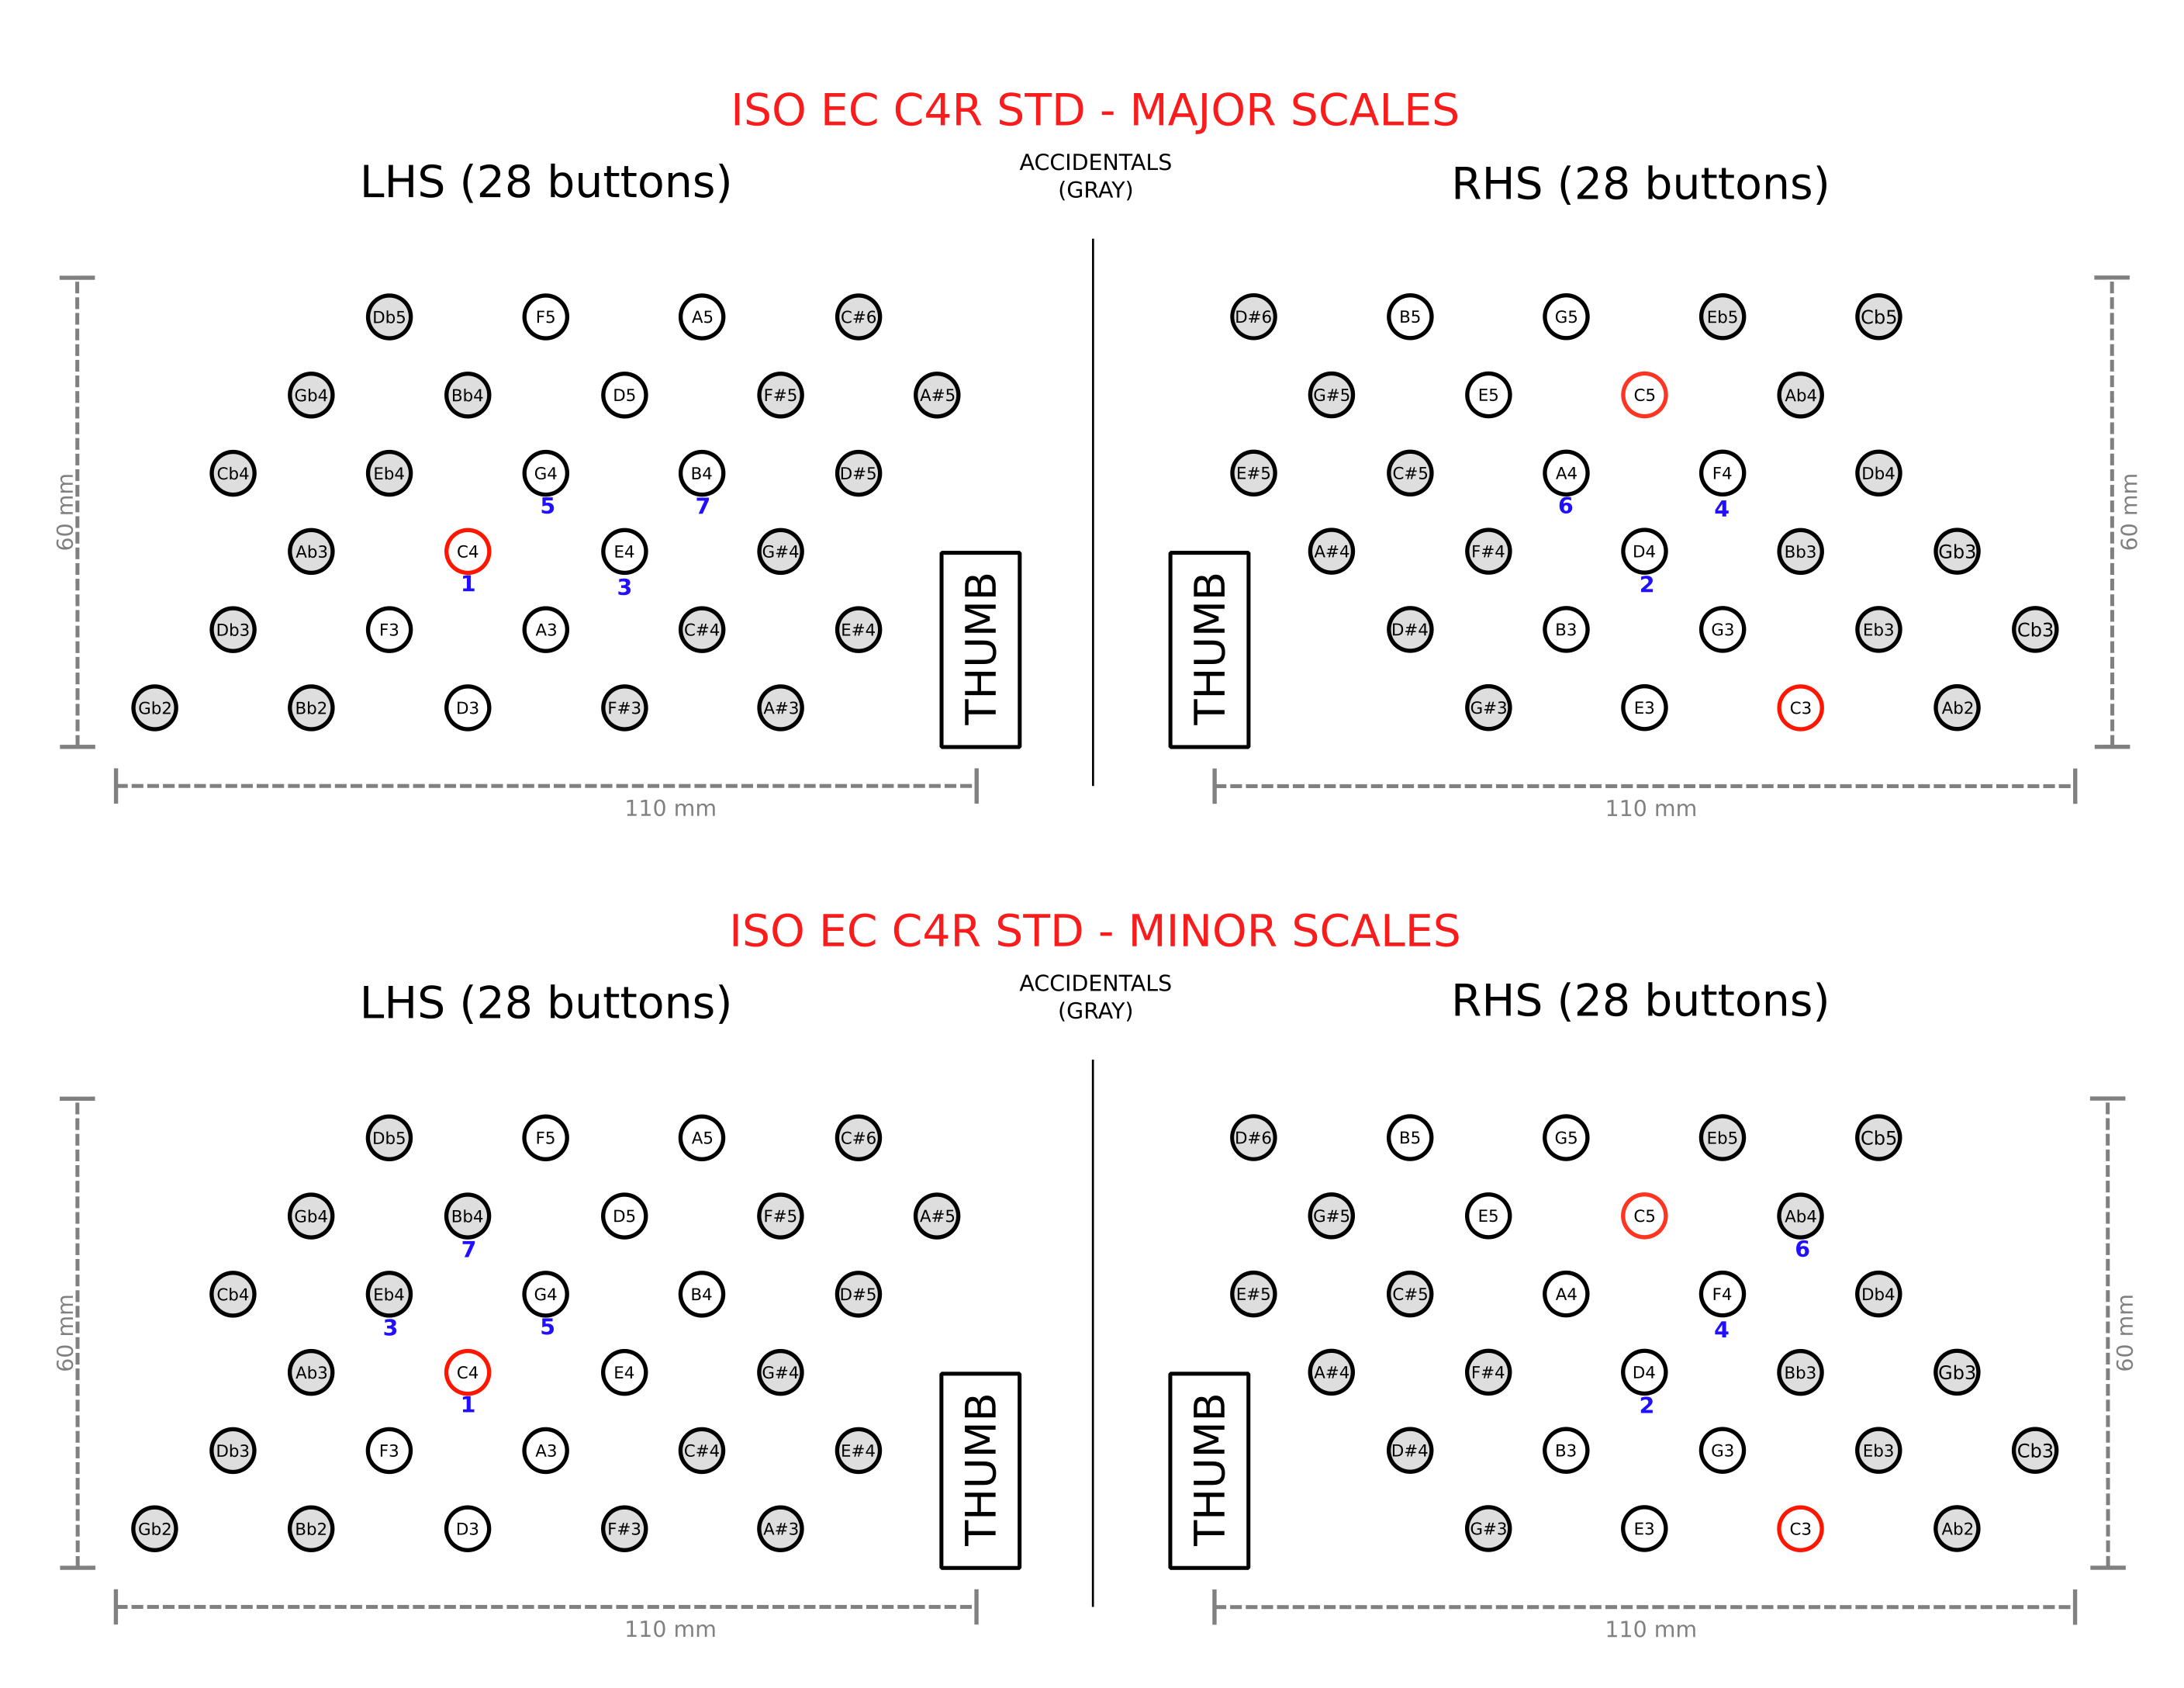 ISO EC C4R STD - MAJOR SCALES
LHS (28 buttons)
ACCIDENTALS
(GRAY)
RHS (28 buttons)
Db5 F5 A5 C#6 D#6 B5 G5 Eb5 Cb5
Gb4 Bb4 D5 F#5 A#5 G#5 E5 C5 Ab4
Cb4 Eb4 G4 B4 D#5 E#5 C#5 A4 F4 Db4
5 7 6 4
60 mm 60 mm
Ab3 C4 E4 G#4 A#4 F#4 D4 Bb3 Gb3
1 3 2
THUMB THUMB
Db3 F3 A3 C#4 E#4 D#4 B3 G3 Eb3 Cb3
Gb2 Bb2 D3 F#3 A#3 G#3 E3 C3 Ab2
110 mm 110 mm
ISO EC C4R STD - MINOR SCALES
LHS (28 buttons)
ACCIDENTALS
(GRAY)
RHS (28 buttons)
Db5 F5 A5 C#6 D#6 B5 G5 Eb5 Cb5
Gb4 Bb4 D5 F#5 A#5 G#5 E5 C5 Ab4
7 6
Cb4 Eb4 G4 B4 D#5 E#5 C#5 A4 F4 Db4
3 5 4
60 mm 60 mm
Ab3 C4 E4 G#4 A#4 F#4 D4 Bb3 Gb3
1 2
THUMB THUMB
Db3 F3 A3 C#4 E#4 D#4 B3 G3 Eb3 Cb3
Gb2 Bb2 D3 F#3 A#3 G#3 E3 C3 Ab2
110 mm 110 mm